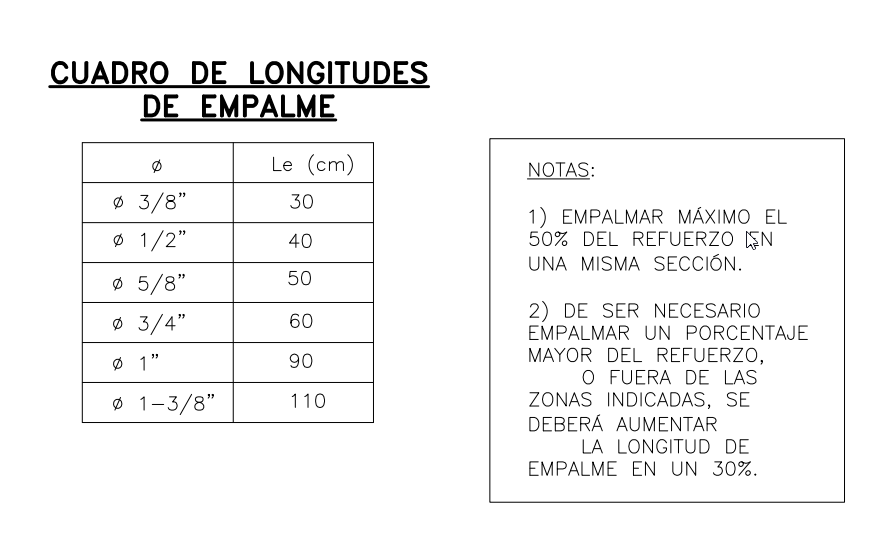 CUADRO DE LONGITUDES
DE EMPALME
ø Le (cm)
ø 3/8" 30
ø 1/2" 40
ø 5/8" 50
ø 3/4" 60
ø 1" 90
ø 1-3/8" 110
NOTAS:
1) EMPALMAR MÁXIMO EL
50% DEL REFUERZO EN
UNA MISMA SECCIÓN.
2) DE SER NECESARIO
EMPALMAR UN PORCENTAJE
MAYOR DEL REFUERZO,
O FUERA DE LAS
ZONAS INDICADAS, SE
DEBERÁ AUMENTAR
LA LONGITUD DE
EMPALME EN UN 30%.